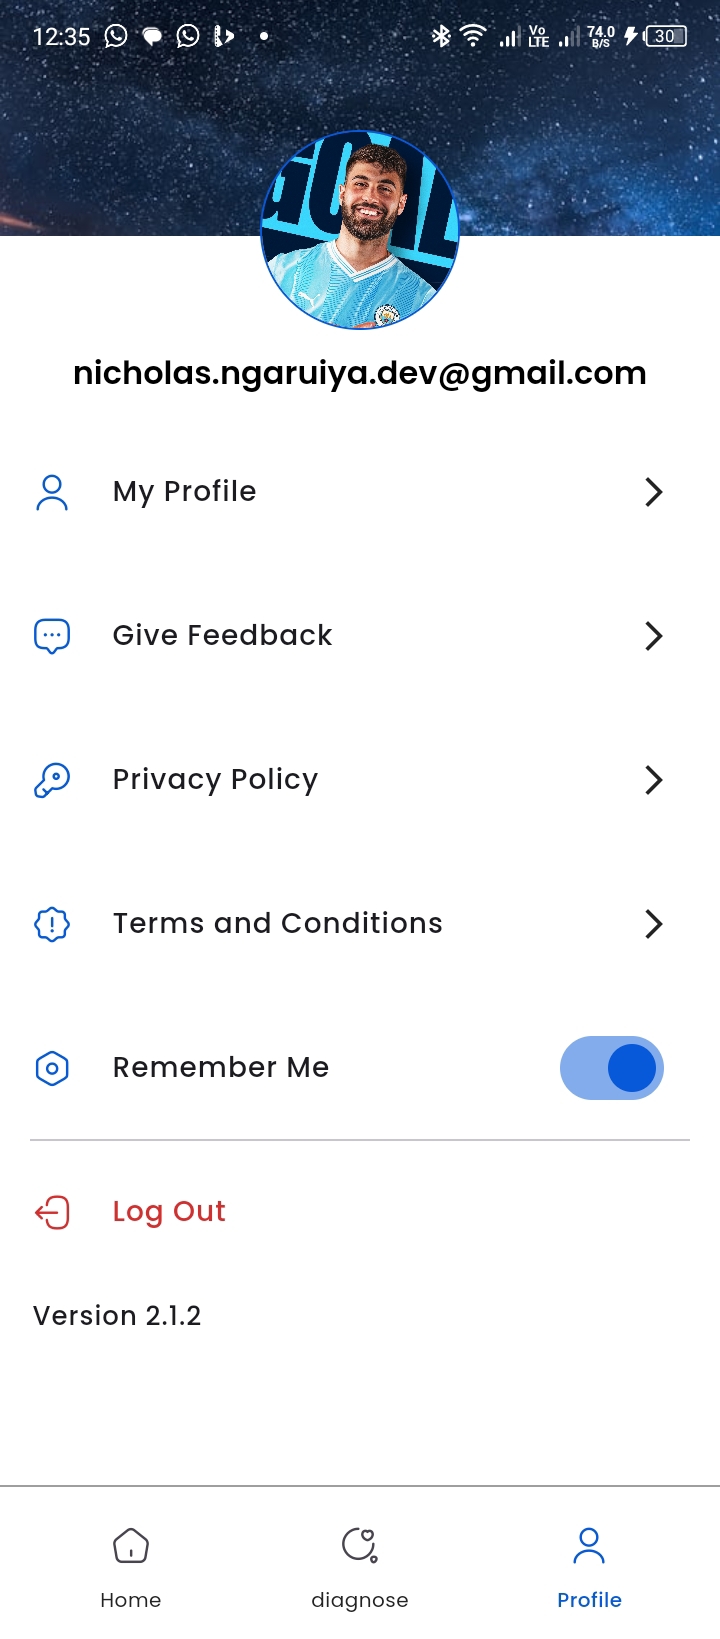 12:35
Vo LTE 74.0 B/S 30
GOAL
nicholas.ngaruiya.dev@gmail.com
My Profile
Give Feedback
Privacy Policy
Terms and Conditions
Remember Me
Log Out
Version 2.1.2
Home
diagnose
Profile